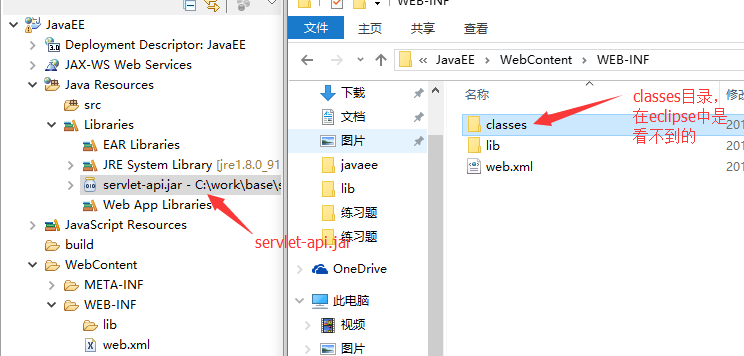 JavaEE
Deployment Descriptor: JavaEE
JAX-WS Web Services
Java Resources
src
Libraries
EAR Libraries
JRE System Library [jre1.8.0_91
servlet-api.jar - C:\work\base\s
Web App Libraries
servlet-api.jar
JavaScript Resources
build
WebContent
META-INF
WEB-INF
lib
web.xml
WEB-INF
文件
主页
共享
查看
« JavaEE > WebContent > WEB-INF
下载
文档
图片
javaee
lib
练习题
练习题
OneDrive
此电脑
视频
图片
名称
修改
classes
201
lib
201
web.xml
201
classes目录，
在eclipse中是
看不到的